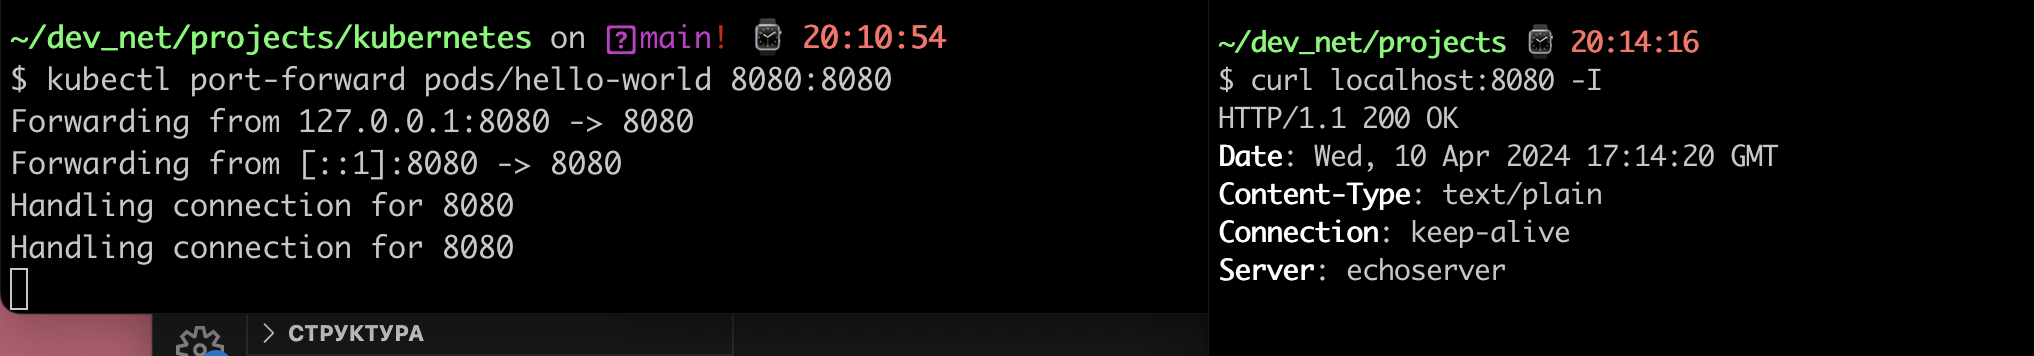 ~/dev_net/projects/kubernetes on main! 20:10:54
$ kubectl port-forward pods/hello-world 8080:8080
Forwarding from 127.0.0.1:8080 -> 8080
Forwarding from [::1]:8080 -> 8080
Handling connection for 8080
Handling connection for 8080
СТРУКТУРА
~/dev_net/projects 20:14:16
$ curl localhost:8080 -I
HTTP/1.1 200 OK
Date: Wed, 10 Apr 2024 17:14:20 GMT
Content-Type: text/plain
Connection: keep-alive
Server: echoserver